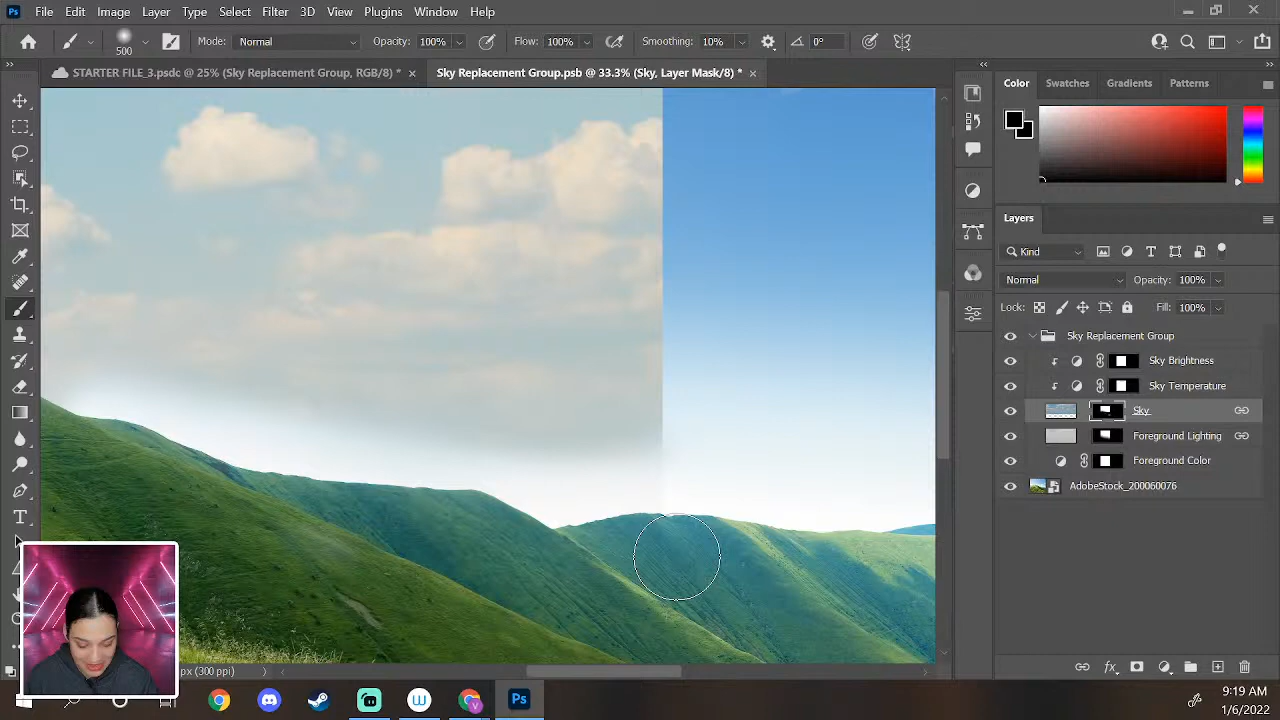 Ps File Edit Image Layer Type Select Filter 3D View Plugins Window Help
500 Mode: Normal Opacity: 100% Flow: 100% Smoothing: 10% 0°
STARTER FILE_3.psdc @ 25% (Sky Replacement Group, RGB/8) * × Sky Replacement Group.psb @ 33.3% (Sky, Layer Mask/8) * ×
Color Swatches Gradients Patterns
Layers
Kind
Normal Opacity: 100%
Lock: Fill: 100%
Sky Replacement Group
Sky Brightness
Sky Temperature
Sky
Foreground Lighting
Foreground Color
AdobeStock_200060076
px (300 ppi)
Ps
9:19 AM
1/6/2022